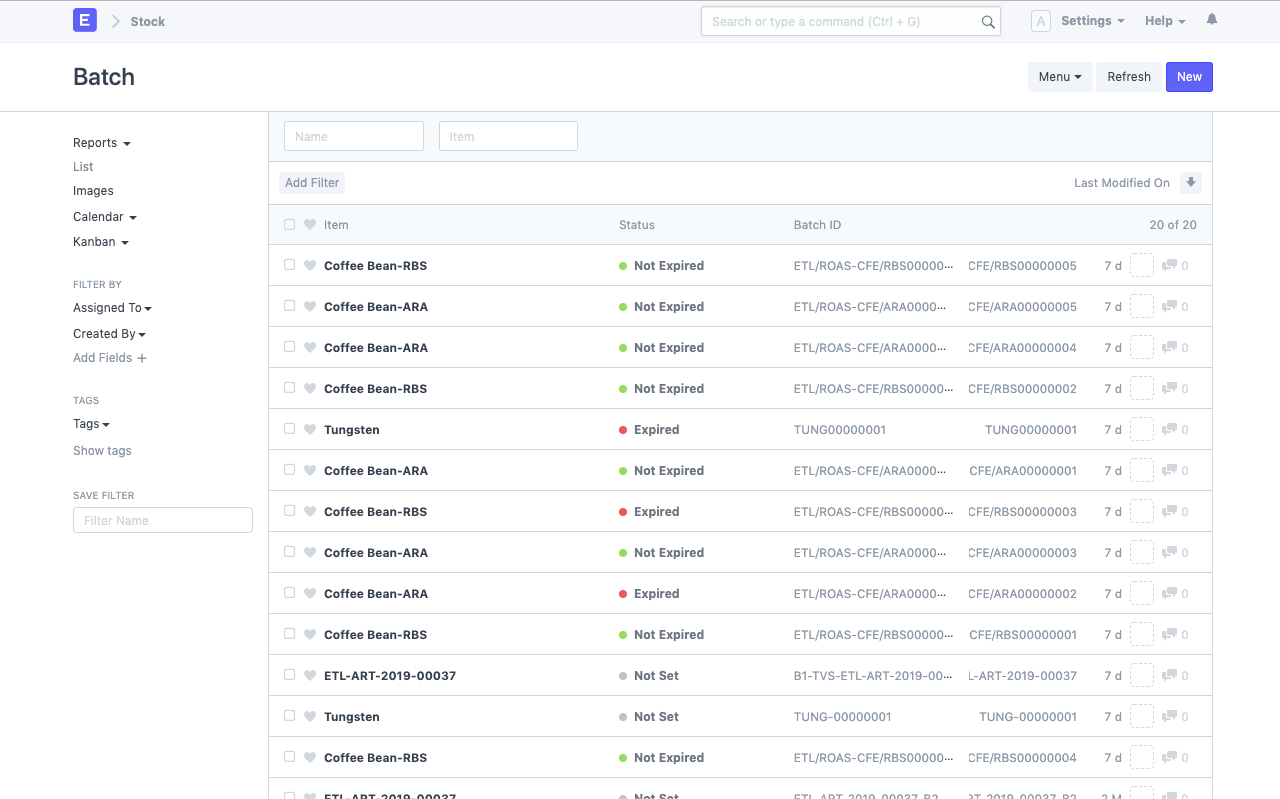 E Stock Search or type a command (Ctrl + G) A Settings Help
Batch Menu Refresh New
Reports
List
Images
Calendar
Kanban
FILTER BY
Assigned To
Created By
Add Fields +
TAGS
Tags
Show tags
SAVE FILTER
Filter Name
Name Item
Add Filter Last Modified On
Item Status Batch ID 20 of 20
Coffee Bean-RBS Not Expired ETL/ROAS-CFE/RBS00000... CFE/RBS00000005 7 d 0
Coffee Bean-ARA Not Expired ETL/ROAS-CFE/ARA0000... CFE/ARA00000005 7 d 0
Coffee Bean-ARA Not Expired ETL/ROAS-CFE/ARA0000... CFE/ARA00000004 7 d 0
Coffee Bean-RBS Not Expired ETL/ROAS-CFE/RBS00000... CFE/RBS00000002 7 d 0
Tungsten Expired TUNG00000001 TUNG00000001 7 d 0
Coffee Bean-ARA Not Expired ETL/ROAS-CFE/ARA0000... CFE/ARA00000001 7 d 0
Coffee Bean-RBS Expired ETL/ROAS-CFE/RBS00000... CFE/RBS00000003 7 d 0
Coffee Bean-ARA Not Expired ETL/ROAS-CFE/ARA0000... CFE/ARA00000003 7 d 0
Coffee Bean-ARA Expired ETL/ROAS-CFE/ARA0000... CFE/ARA00000002 7 d 0
Coffee Bean-RBS Not Expired ETL/ROAS-CFE/RBS00000... CFE/RBS00000001 7 d 0
ETL-ART-2019-00037 Not Set B1-TVS-ETL-ART-2019-00... L-ART-2019-00037 7 d 0
Tungsten Not Set TUNG-00000001 TUNG-00000001 7 d 0
Coffee Bean-RBS Not Expired ETL/ROAS-CFE/RBS00000... CFE/RBS00000004 7 d 0
ETL-ART-2019-00037 Not Set ETL-ART-2019-00037-B2 RT-2019-00037-B2 2 M 0